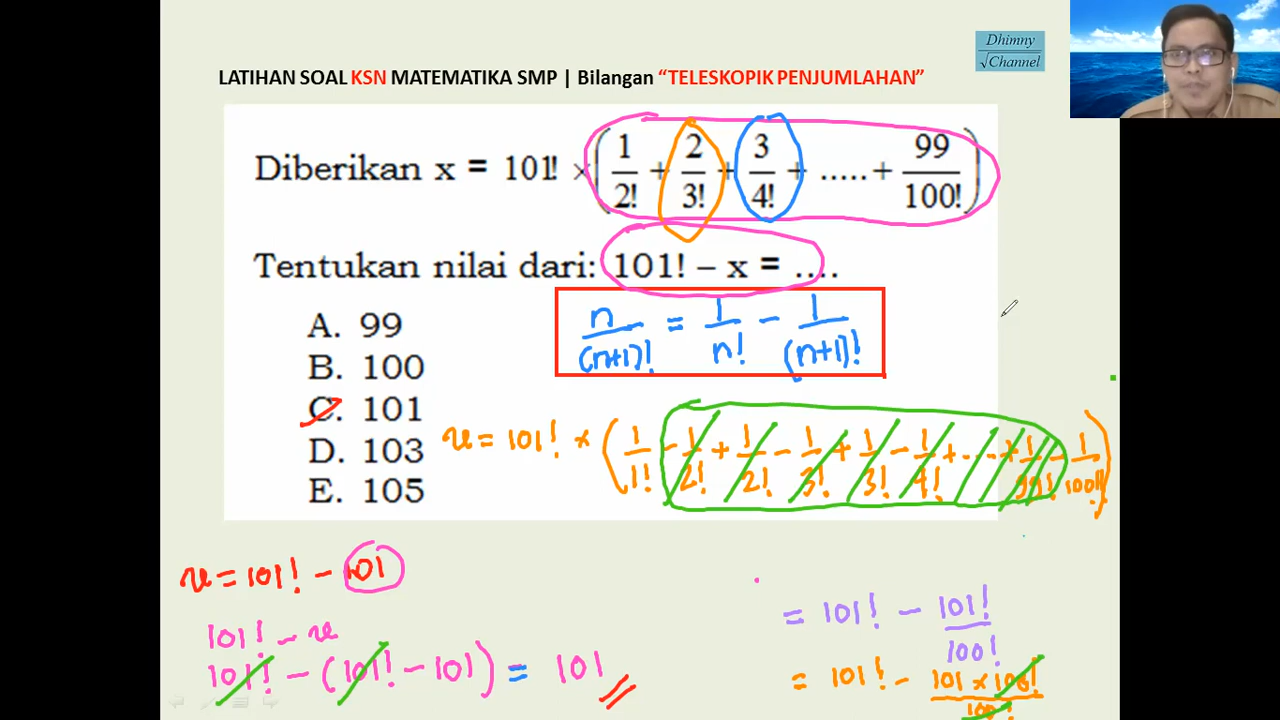 Dhimny
√Channel
LATIHAN SOAL KSN MATEMATIKA SMP | Bilangan “TELESKOPIK PENJUMLAHAN”
Diberikan x = 101! × (1/2! + 2/3! + 3/4! + ..... + 99/100!)
Tentukan nilai dari: 101! – x = ....
n/(n+1)! = 1/n! – 1/(n+1)!
A. 99
B. 100
C. 101
D. 103
E. 105
x = 101! × (1/1! – 1/2! + 1/2! – 1/3! + 1/3! – 1/4! + ... + 1/99! – 1/100!)
= 101! – 101!/100!
= 101! – 101 × 100!/100!
x = 101! – 101
101! – x
101! – (101! – 101) = 101